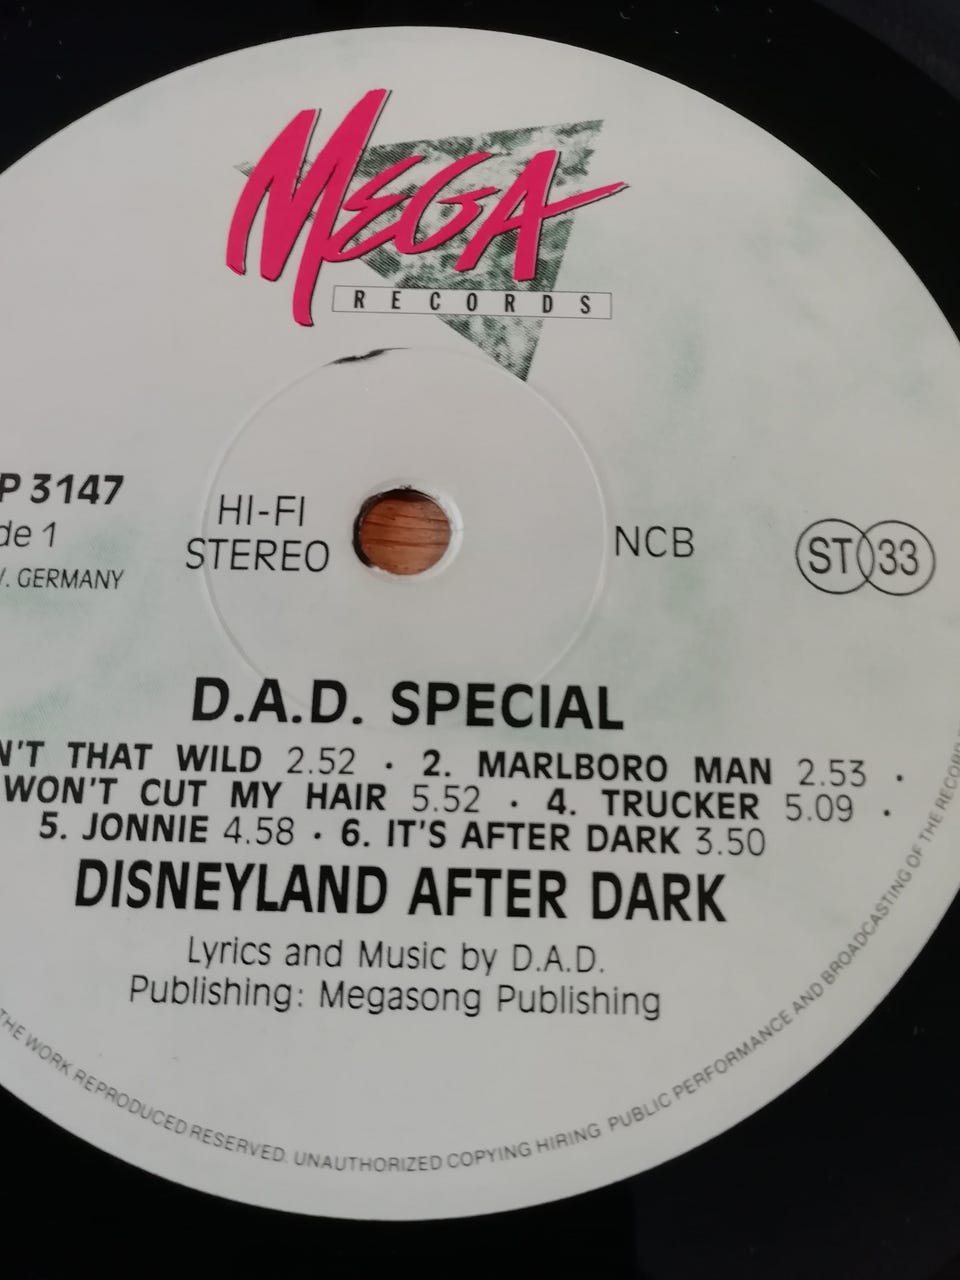 MEGA
RECORDS
P 3147
de 1
. GERMANY
HI-FI
STEREO
NCB
ST 33
D.A.D. SPECIAL
N'T THAT WILD 2.52 · 2. MARLBORO MAN 2.53 ·
WON'T CUT MY HAIR 5.52 · 4. TRUCKER 5.09 ·
5. JONNIE 4.58 · 6. IT'S AFTER DARK 3.50
DISNEYLAND AFTER DARK
Lyrics and Music by D.A.D.
Publishing: Megasong Publishing
THE WORK REPRODUCED RESERVED. UNAUTHORIZED COPYING HIRING PUBLIC PERFORMANCE AND BROADCASTING OF THE RECORD